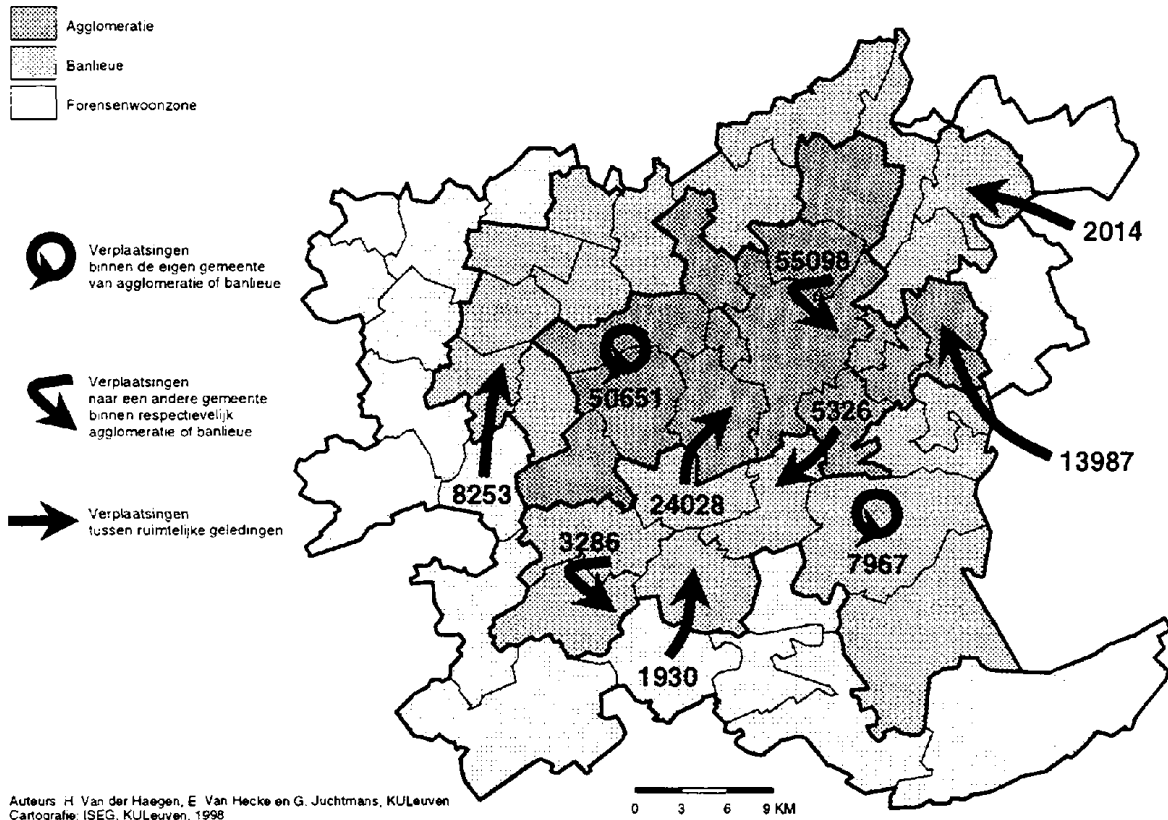 Agglomeratie
Banlieue
Forensenwoonzone
Verplaatsingen
binnen de eigen gemeente
van agglomeratie of banlieue
Verplaatsingen
naar een andere gemeente
binnen respectievelijk
agglomeratie of banlieue
Verplaatsingen
tussen ruimtelijke geledingen
2014
55098
50651
5326
13987
8253
24028
3286
7967
1930
Auteurs H. Van der Haegen, E. Van Hecke en G. Juchtmans, KULeuven
Cartografie: ISEG, KULeuven, 1998
0 3 6 9 KM